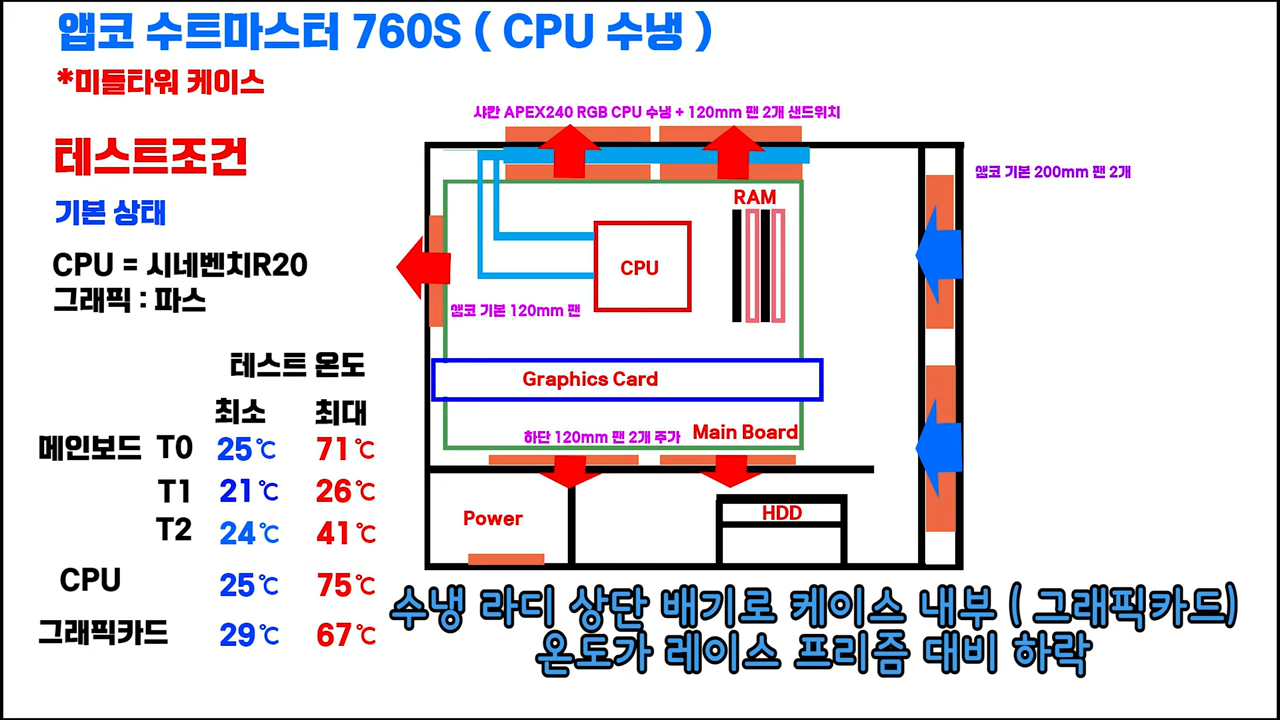 앱코 수트마스터 760S ( CPU 수냉 )
*미들타워 케이스
샤칸 APEX240 RGB CPU 수냉 + 120mm 팬 2개 샌드위치
테스트조건
앱코 기본 200mm 팬 2개
기본 상태
RAM
CPU
CPU = 시네벤치R20
그래픽 : 파스
앱코 기본 120mm 팬
테스트 온도
Graphics Card
최소 최대
하단 120mm 팬 2개 추가
Main Board
메인보드 T0 25℃ 71℃
T1 21℃ 26℃
T2 24℃ 41℃
Power
HDD
CPU 25℃ 75℃
그래픽카드 29℃ 67℃
수냉 라디 상단 배기로 케이스 내부 ( 그래픽카드)
온도가 레이스 프리즘 대비 하락